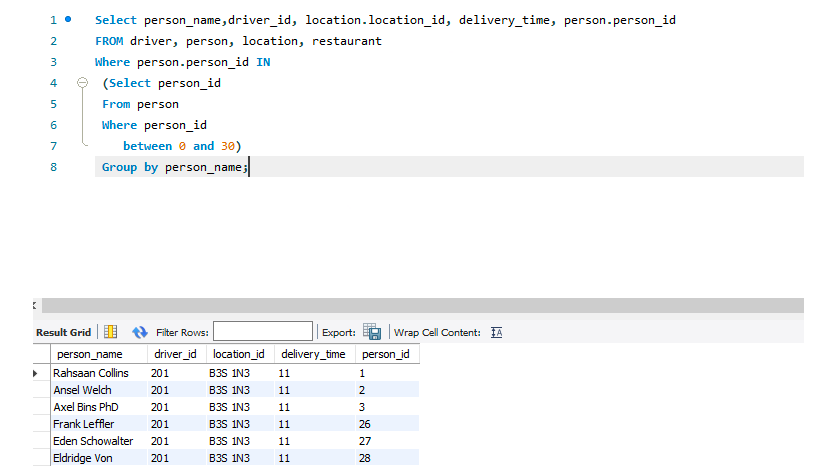 1 Select person_name,driver_id, location.location_id, delivery_time, person.person_id
2 FROM driver, person, location, restaurant
3 Where person.person_id IN
4 (Select person_id
5 From person
6 Where person_id
7 between 0 and 30)
8 Group by person_name;
Result Grid Filter Rows: Export: Wrap Cell Content: IA
person_name driver_id location_id delivery_time person_id
Rahsaan Collins 201 B3S 1N3 11 1
Ansel Welch 201 B3S 1N3 11 2
Axel Bins PhD 201 B3S 1N3 11 3
Frank Leffler 201 B3S 1N3 11 26
Eden Schowalter 201 B3S 1N3 11 27
Eldridge Von 201 B3S 1N3 11 28